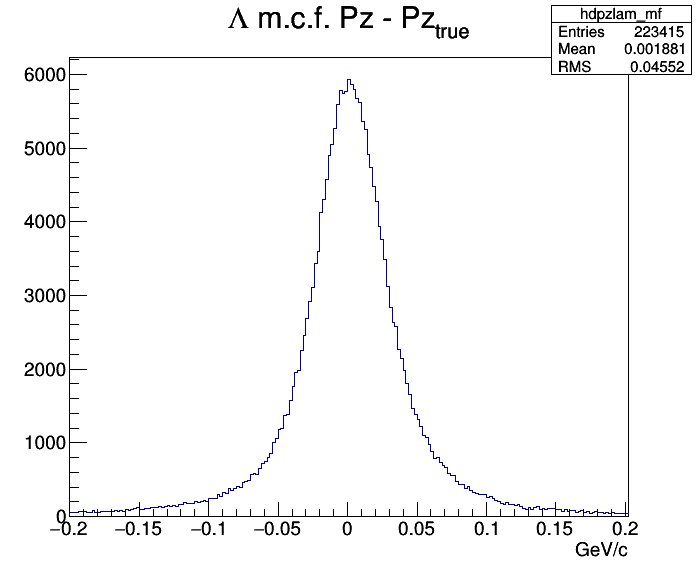 Λ m.c.f. Pz - Pztrue
hdpzlam_mf
Entries 223415
Mean 0.001881
RMS 0.04552
6000
5000
4000
3000
2000
1000
0
−0.2 −0.15 −0.1 −0.05 0 0.05 0.1 0.15 0.2
GeV/c